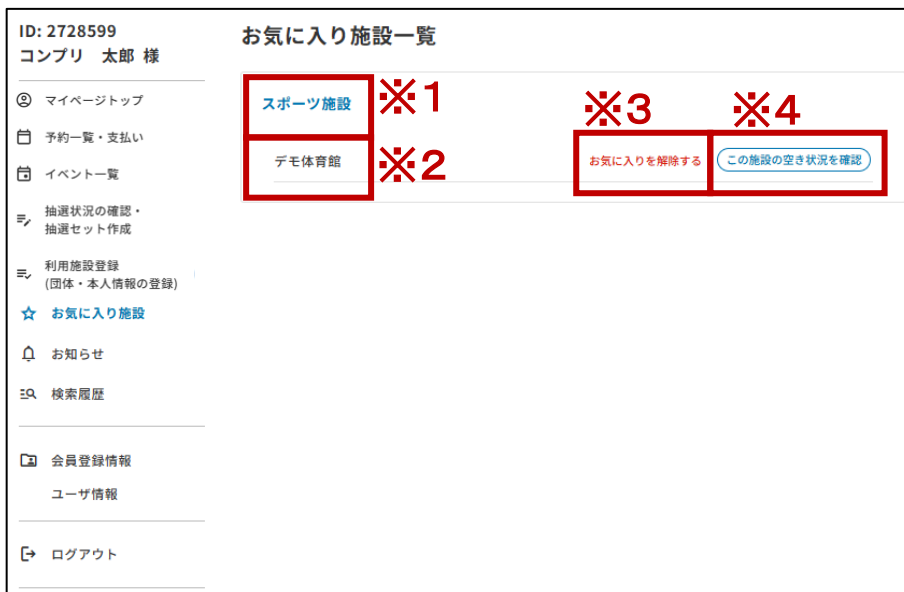 ID: 2728599
コンプリ　太郎 様
マイページトップ
予約一覧・支払い
イベント一覧
抽選状況の確認・
抽選セット作成
利用施設登録
(団体・本人情報の登録)
お気に入り施設
お知らせ
検索履歴
会員登録情報
ユーザ情報
ログアウト
お気に入り施設一覧
スポーツ施設 ※1
※3 ※4
デモ体育館 ※2 お気に入りを解除する この施設の空き状況を確認